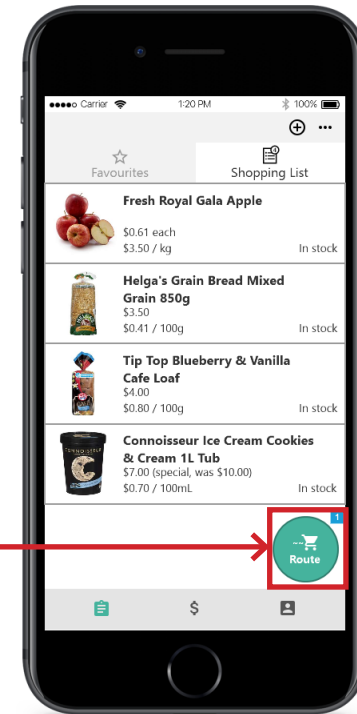 Carrier 1:20 PM 100%
Favourites Shopping List
Fresh Royal Gala Apple
$0.61 each
$3.50 / kg In stock
Helga's Grain Bread Mixed
Grain 850g
$3.50
$0.41 / 100g In stock
Tip Top Blueberry & Vanilla
Cafe Loaf
$4.00
$0.80 / 100g In stock
Connoisseur Ice Cream Cookies
& Cream 1L Tub
$7.00 (special, was $10.00)
$0.70 / 100mL In stock
1
Route
$